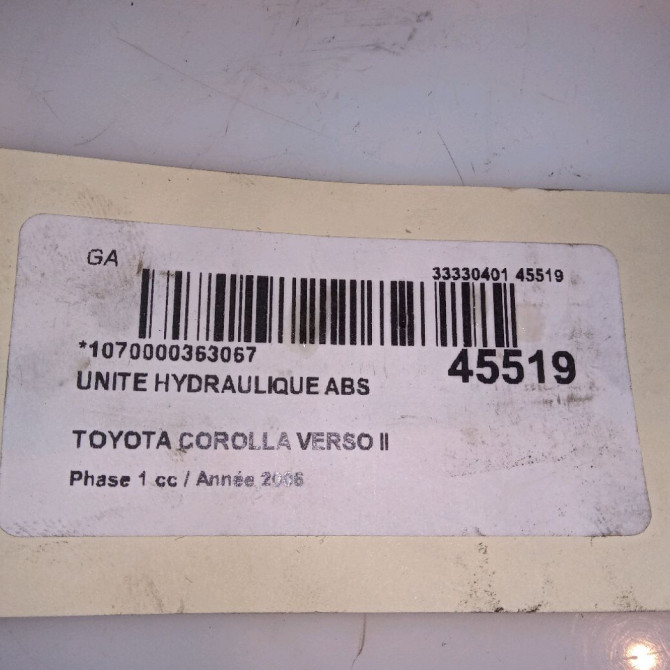 GA
33330401 45519
*1070000363067
45519
UNITE HYDRAULIQUE ABS
TOYOTA COROLLA VERSO II
Phase 1 cc / Année 2006